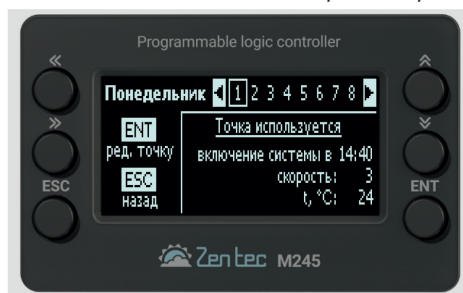 Programmable logic controller
Понедельник 1 2 3 4 5 6 7 8
ENT
ред. точку
ESC
назад
Точка используется
включение системы в 14:40
скорость: 3
t, °C: 24
ESC
ENT
Zentec M245